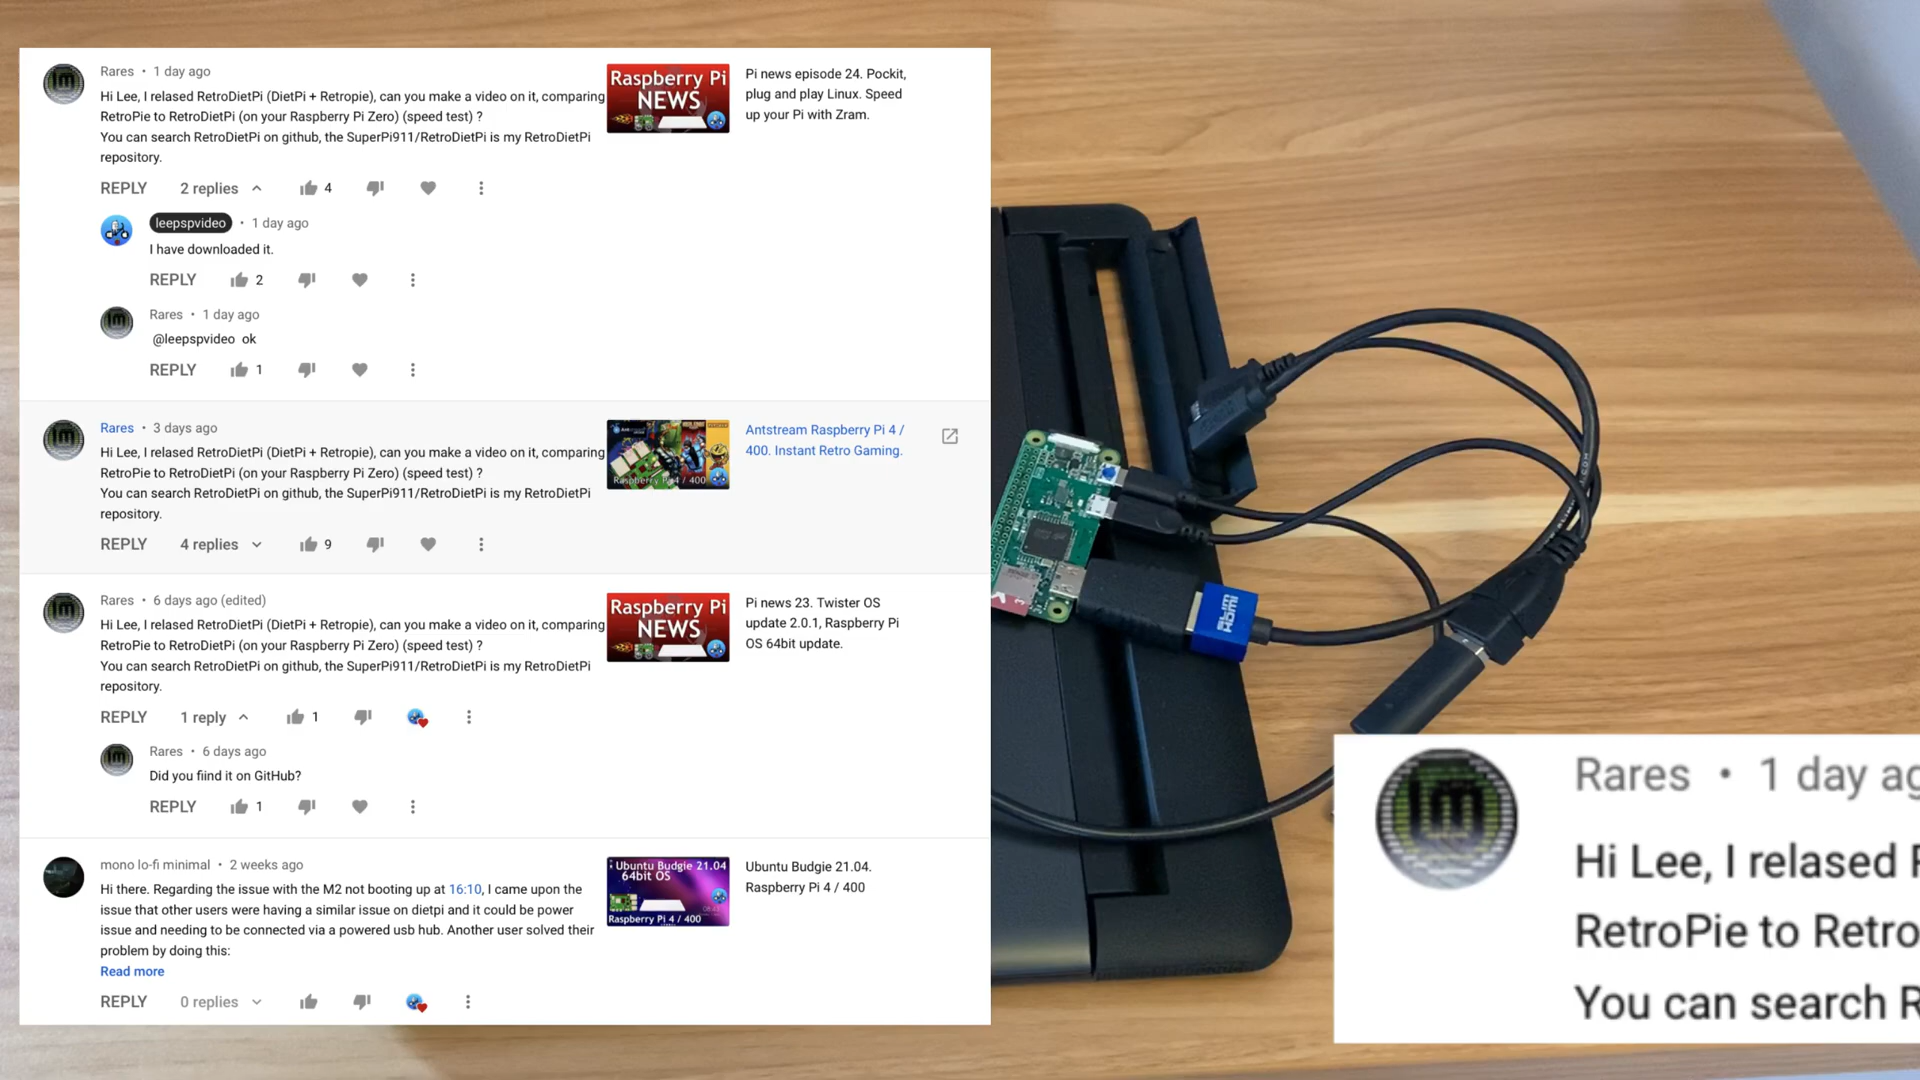 Rares • 1 day ago
Hi Lee, I relased RetroDietPi (DietPi + Retropie), can you make a video on it, comparing
RetroPie to RetroDietPi (on your Raspberry Pi Zero) (speed test) ?
You can search RetroDietPi on github, the SuperPi911/RetroDietPi is my RetroDietPi
repository.
REPLY 2 replies 4
Raspberry Pi
NEWS
Pi news episode 24. Pockit,
plug and play Linux. Speed
up your Pi with Zram.
leepspvideo • 1 day ago
I have downloaded it.
REPLY 2
Rares • 1 day ago
@leepspvideo ok
REPLY 1
Rares • 3 days ago
Hi Lee, I relased RetroDietPi (DietPi + Retropie), can you make a video on it, comparing
RetroPie to RetroDietPi (on your Raspberry Pi Zero) (speed test) ?
You can search RetroDietPi on github, the SuperPi911/RetroDietPi is my RetroDietPi
repository.
REPLY 4 replies 9
Raspberry Pi 4 / 400
Antstream Raspberry Pi 4 /
400. Instant Retro Gaming.
Rares • 6 days ago (edited)
Hi Lee, I relased RetroDietPi (DietPi + Retropie), can you make a video on it, comparing
RetroPie to RetroDietPi (on your Raspberry Pi Zero) (speed test) ?
You can search RetroDietPi on github, the SuperPi911/RetroDietPi is my RetroDietPi
repository.
REPLY 1 reply 1
Raspberry Pi
NEWS
Pi news 23. Twister OS
update 2.0.1, Raspberry Pi
OS 64bit update.
Rares • 6 days ago
Did you fiind it on GitHub?
REPLY 1
mono lo-fi minimal • 2 weeks ago
Hi there. Regarding the issue with the M2 not booting up at 16:10, I came upon the
issue that other users were having a similar issue on dietpi and it could be power
issue and needing to be connected via a powered usb hub. Another user solved their
problem by doing this:
Read more
REPLY 0 replies
Ubuntu Budgie 21.04
64bit OS
Raspberry Pi 4 / 400
Ubuntu Budgie 21.04.
Raspberry Pi 4 / 400
SLIM
HDMI
Rares • 1 day ag
Hi Lee, I relased
RetroPie to Retro
You can search R